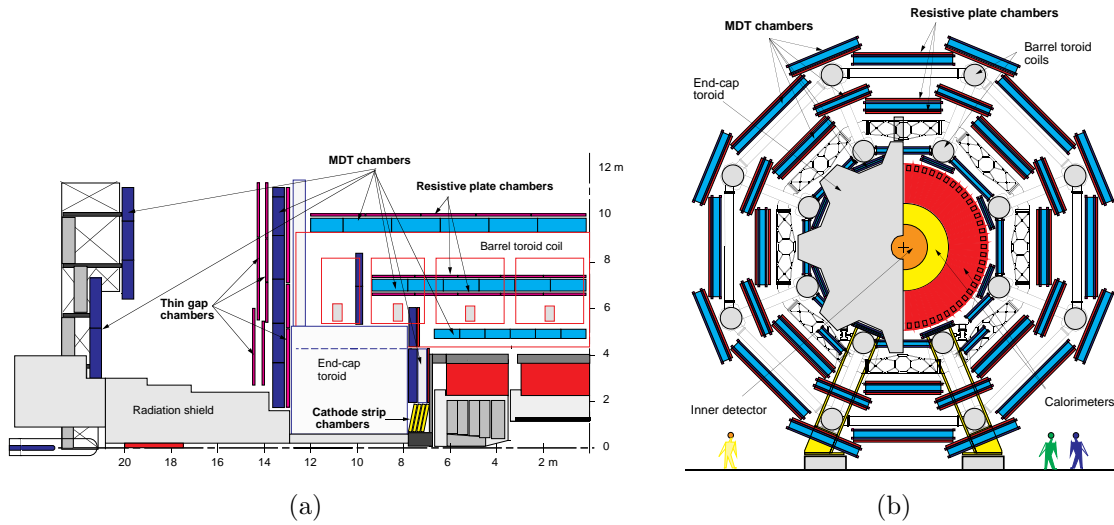 MDT chambers
Resistive plate chambers
12 m
10
8
6
4
2
0
Barrel toroid coil
Thin gap
chambers
End-cap
toroid
Cathode strip
chambers
Radiation shield
20
18
16
14
12
10
8
6
4
2 m
(a)
Resistive plate chambers
MDT chambers
Barrel toroid
coils
End-cap
toroid
Inner detector
Calorimeters
(b)